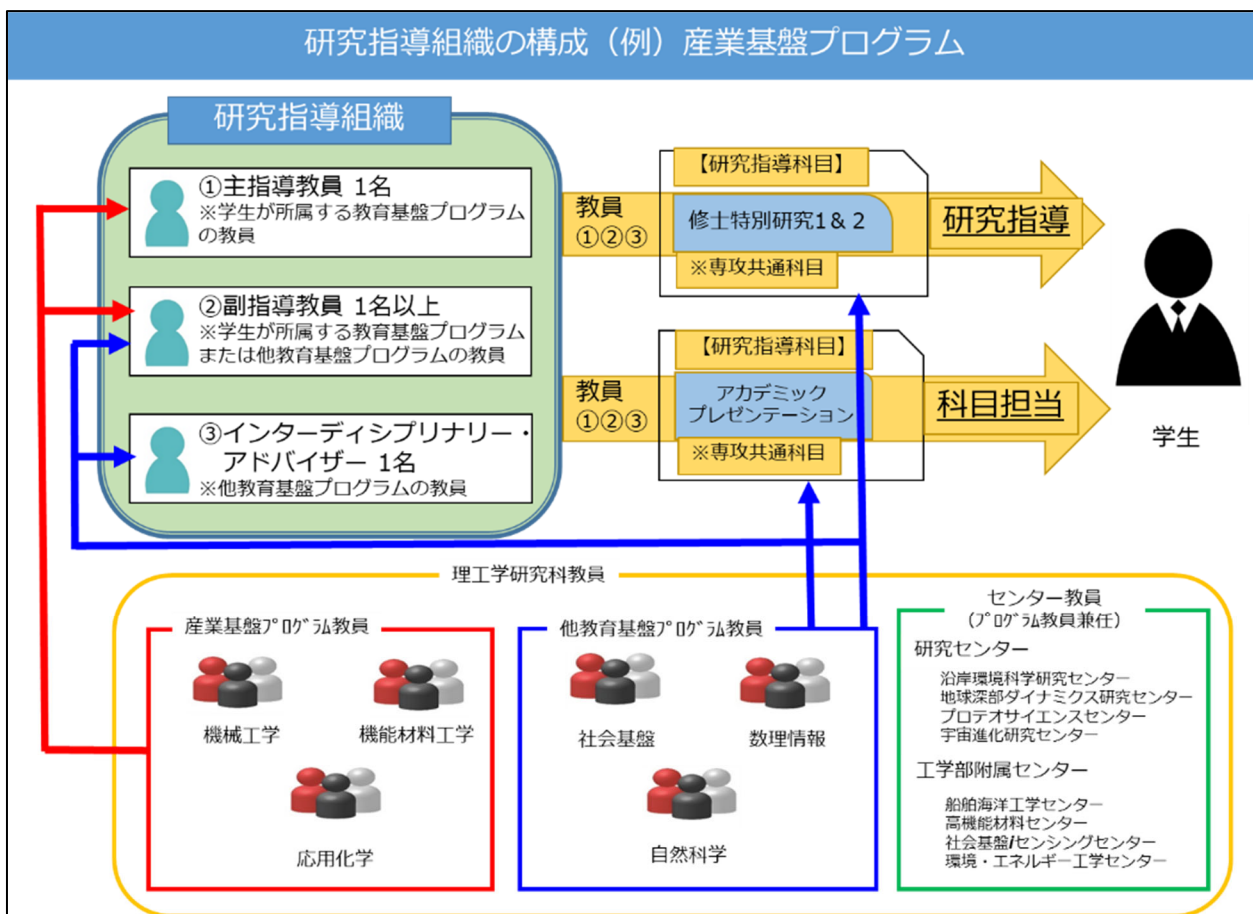 研究指導組織の構成（例）産業基盤プログラム
研究指導組織
①主指導教員 1名
※学生が所属する教育基盤プログラム
の教員
②副指導教員 1名以上
※学生が所属する教育基盤プログラム
または他教育基盤プログラムの教員
③インターディシプリナリー・
アドバイザー 1名
※他教育基盤プログラムの教員
教員
①②③
【研究指導科目】
修士特別研究1& 2
※専攻共通科目
研究指導
教員
①②③
【研究指導科目】
アカデミック
プレゼンテーション
※専攻共通科目
科目担当
学生
理工学研究科教員
産業基盤ﾌﾟﾛｸﾞﾗﾑ教員
機械工学
機能材料工学
応用化学
他教育基盤ﾌﾟﾛｸﾞﾗﾑ教員
社会基盤
数理情報
自然科学
センター教員
(ﾌﾟﾛｸﾞﾗﾑ教員兼任)
研究センター
沿岸環境科学研究センター
地球深部ダイナミクス研究センター
プロテオサイエンスセンター
宇宙進化研究センター
工学部附属センター
船舶海洋工学センター
高機能材料センター
社会基盤iセンシングセンター
環境・エネルギー工学センター